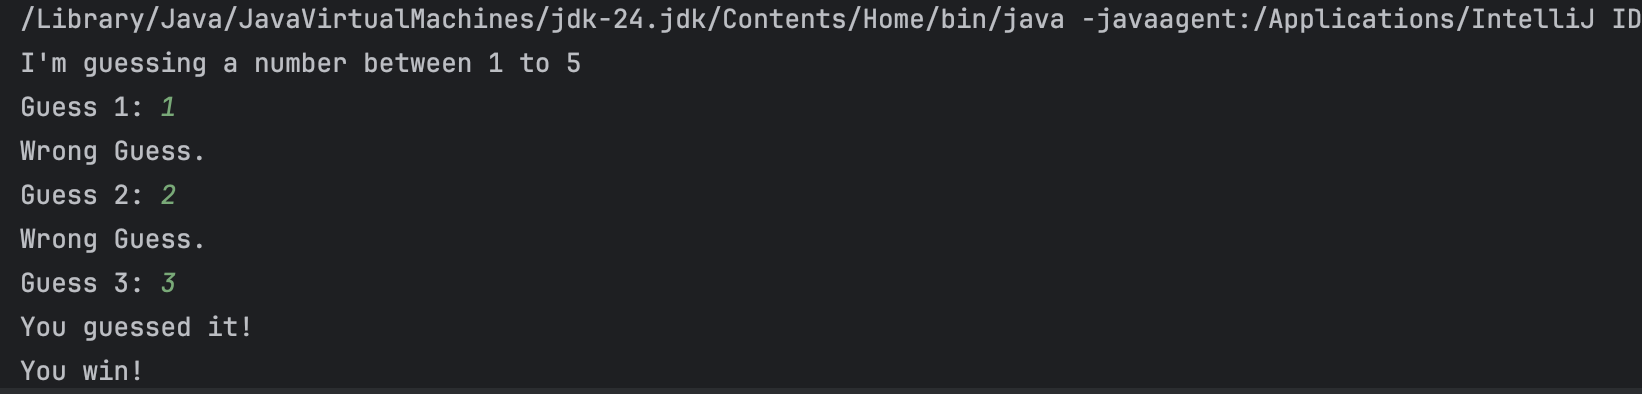 /Library/Java/JavaVirtualMachines/jdk-24.jdk/Contents/Home/bin/java -javaagent:/Applications/IntelliJ ID
I'm guessing a number between 1 to 5
Guess 1: 1
Wrong Guess.
Guess 2: 2
Wrong Guess.
Guess 3: 3
You guessed it!
You win!